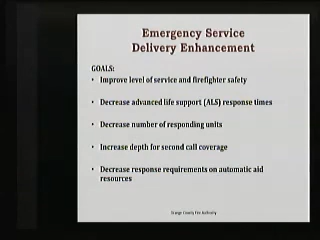 Emergency Service
Delivery Enhancement
GOALS:
• Improve level of service and firefighter safety
• Decrease advanced life support (ALS) response times
• Decrease number of responding units
• Increase depth for second call coverage
• Decrease response requirements on automatic aid
resources
Orange County Fire Authority